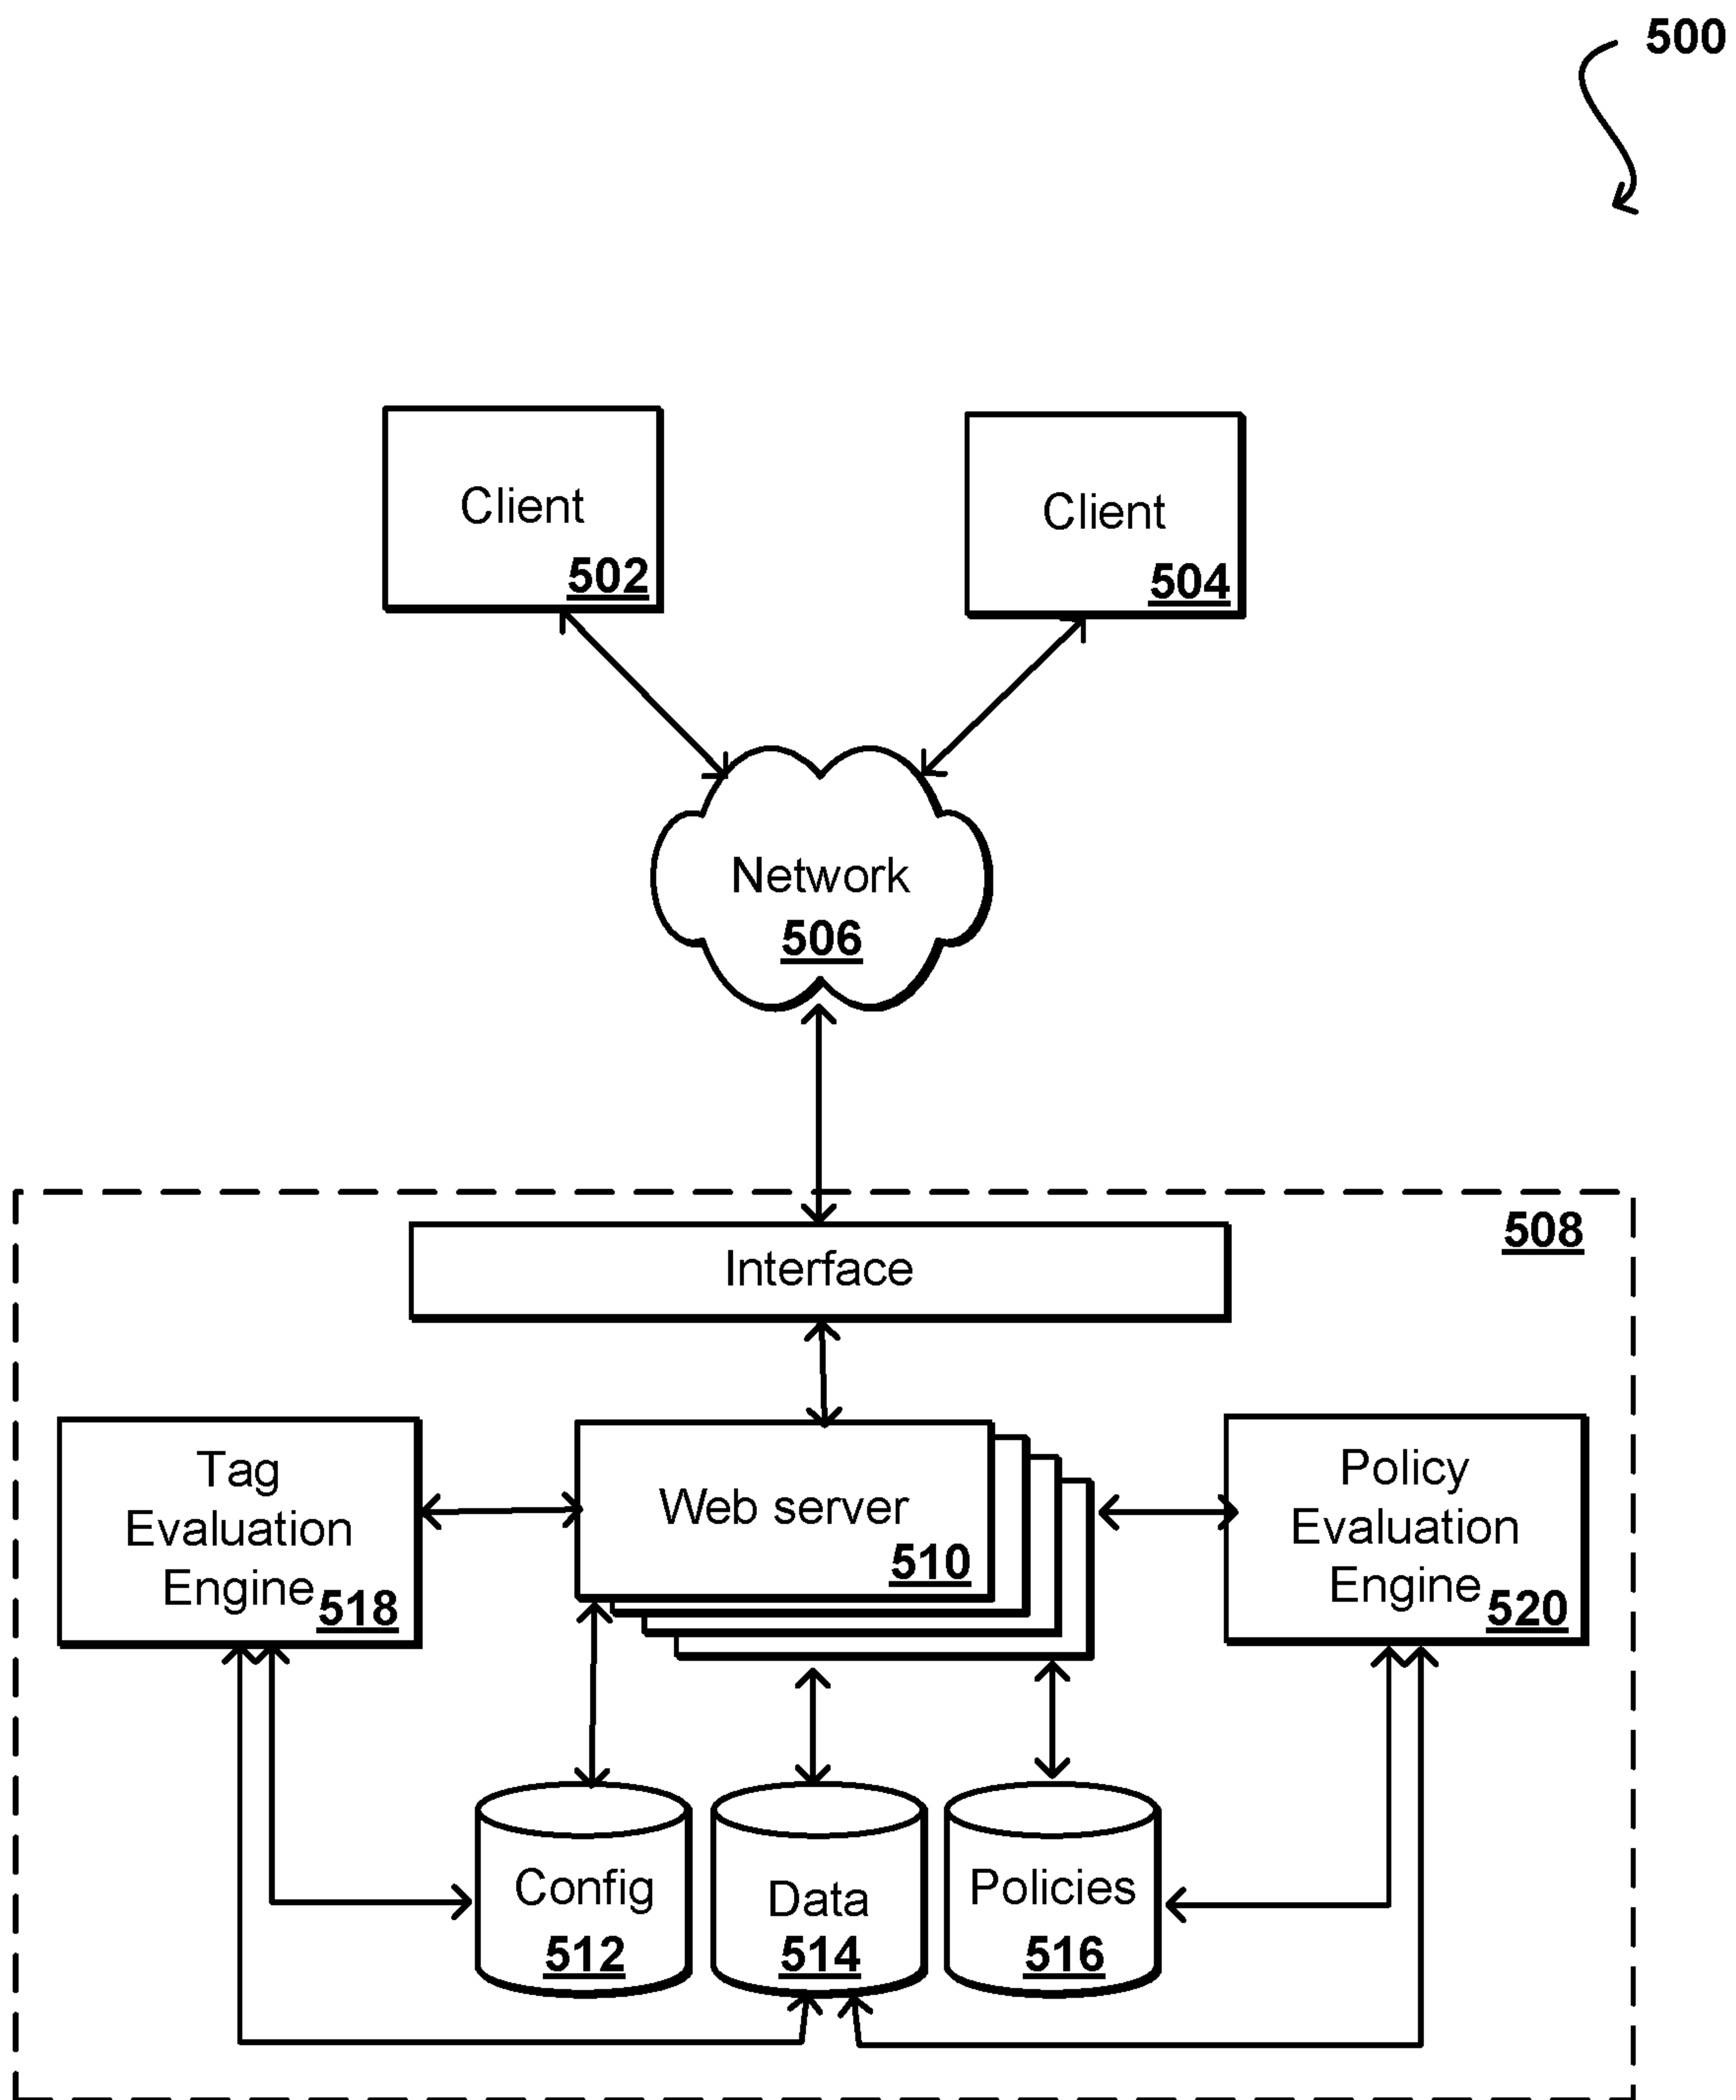 500
Client
502
Client
504
Network
506
508
Interface
Tag
Evaluation
Engine
518
Web server
510
Policy
Evaluation
Engine
520
Config
512
Data
514
Policies
516